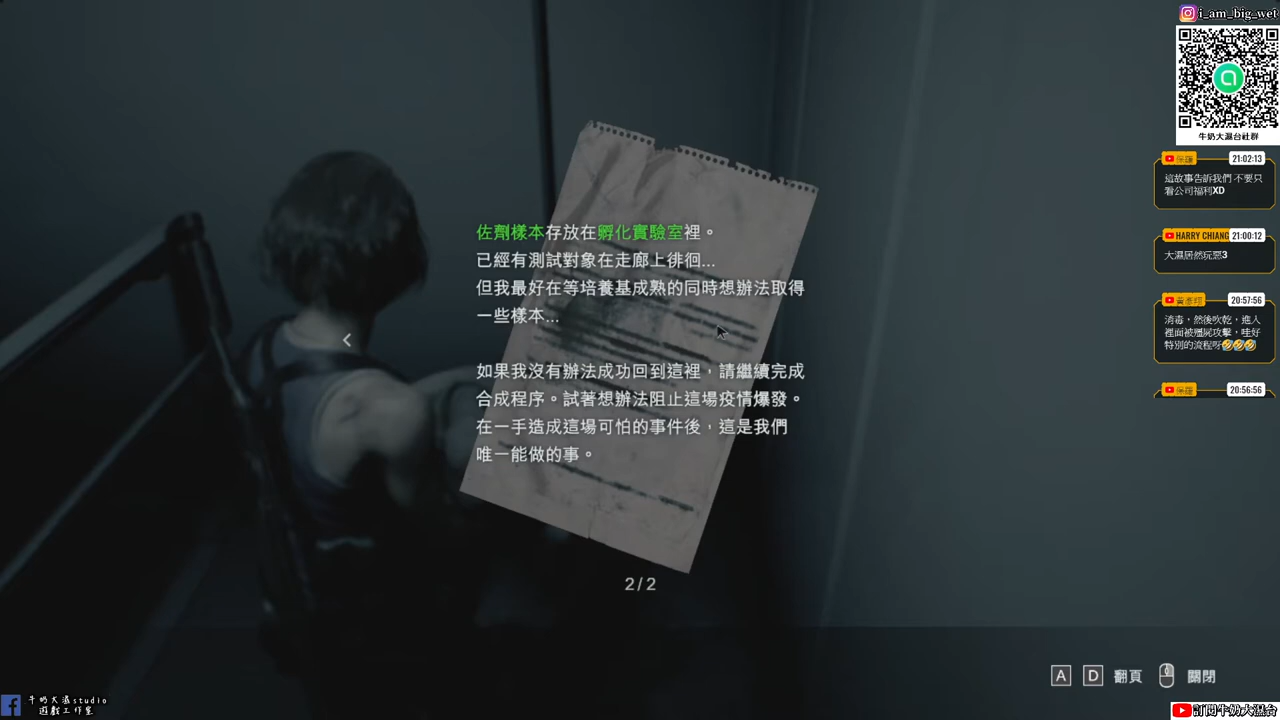 佐劑樣本存放在孵化實驗室裡。
已經有測試對象在走廊上徘徊...
但我最好在等培養基成熟的同時想辦法取得
一些樣本...
如果我沒有辦法成功回到這裡，請繼續完成
合成程序。試著想辦法阻止這場疫情爆發。
在一手造成這場可怕的事件後，這是我們
唯一能做的事。
2/2
A D 翻頁 關閉
i_am_big_wet
牛奶大濕台社群
21:02:13
這故事告訴我們 不要只
看公司福利XD
HARRY CHIANG 21:00:12
大濕居然玩惡3
20:57:56
消毒，然後吹乾，進人
裡面被殭屍攻擊，哇好
特別的流程呀🤣🤣🤣
20:56:56
牛奶大濕studio
遊戲工作室
訂閱牛奶大濕台